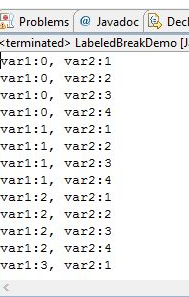 Problems @ Javadoc Decl
<terminated> LabeledBreakDemo [J
var1:0, var2:1
var1:0, var2:2
var1:0, var2:3
var1:0, var2:4
var1:1, var2:1
var1:1, var2:2
var1:1, var2:3
var1:1, var2:4
var1:2, var2:1
var1:2, var2:2
var1:2, var2:3
var1:2, var2:4
var1:3, var2:1